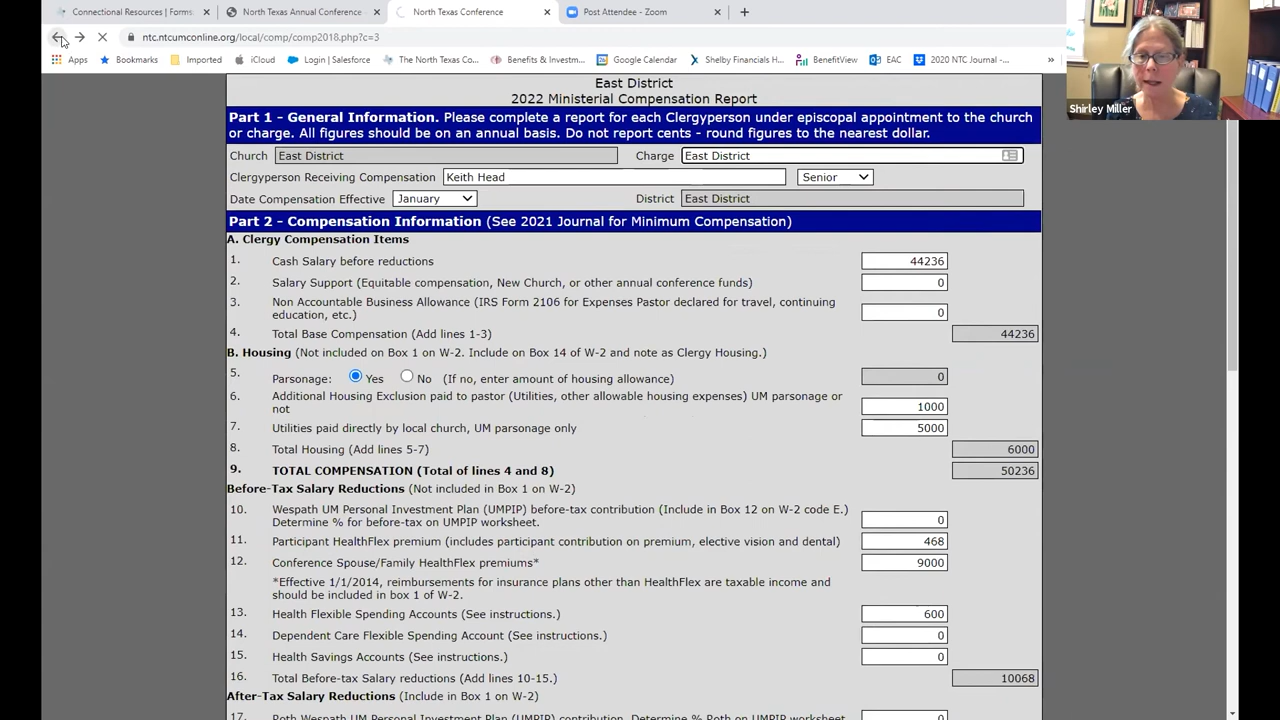 Connectional Resources | Forms
North Texas Annual Conference
North Texas Conference
Post Attendee - Zoom
ntc.ntcumconline.org/local/comp/comp2018.php?c=3
Apps
Bookmarks
Imported
iCloud
Login | Salesforce
The North Texas Co...
Benefits & Investm...
Google Calendar
Shelby Financials H...
BenefitView
EAC
2020 NTC Journal -...
Shirley Miller
East District
2022 Ministerial Compensation Report
Part 1 - General Information. Please complete a report for each Clergyperson under episcopal appointment to the church
or charge. All figures should be on an annual basis. Do not report cents - round figures to the nearest dollar.
Church East District Charge East District
Clergyperson Receiving Compensation Keith Head Senior
Date Compensation Effective January District East District
Part 2 - Compensation Information (See 2021 Journal for Minimum Compensation)
A. Clergy Compensation Items
1. Cash Salary before reductions 44236
2. Salary Support (Equitable compensation, New Church, or other annual conference funds) 0
3. Non Accountable Business Allowance (IRS Form 2106 for Expenses Pastor declared for travel, continuing
education, etc.) 0
4. Total Base Compensation (Add lines 1-3) 44236
B. Housing (Not included on Box 1 on W-2. Include on Box 14 of W-2 and note as Clergy Housing.)
5. Parsonage: Yes No (If no, enter amount of housing allowance) 0
6. Additional Housing Exclusion paid to pastor (Utilities, other allowable housing expenses) UM parsonage or
not 1000
7. Utilities paid directly by local church, UM parsonage only 5000
8. Total Housing (Add lines 5-7) 6000
9. TOTAL COMPENSATION (Total of lines 4 and 8) 50236
Before-Tax Salary Reductions (Not included in Box 1 on W-2)
10. Wespath UM Personal Investment Plan (UMPIP) before-tax contribution (Include in Box 12 on W-2 code E.)
Determine % for before-tax on UMPIP worksheet. 0
11. Participant HealthFlex premium (includes participant contribution on premium, elective vision and dental) 468
12. Conference Spouse/Family HealthFlex premiums* 9000
*Effective 1/1/2014, reimbursements for insurance plans other than HealthFlex are taxable income and
should be included in box 1 of W-2.
13. Health Flexible Spending Accounts (See instructions.) 600
14. Dependent Care Flexible Spending Account (See instructions.) 0
15. Health Savings Accounts (See instructions.) 0
16. Total Before-tax Salary reductions (Add lines 10-15.) 10068
After-Tax Salary Reductions (Include in Box 1 on W-2)
17. Roth Wespath UM Personal Investment Plan (UMPIP) contribution. Determine % Roth on UMPIP worksheet. 0